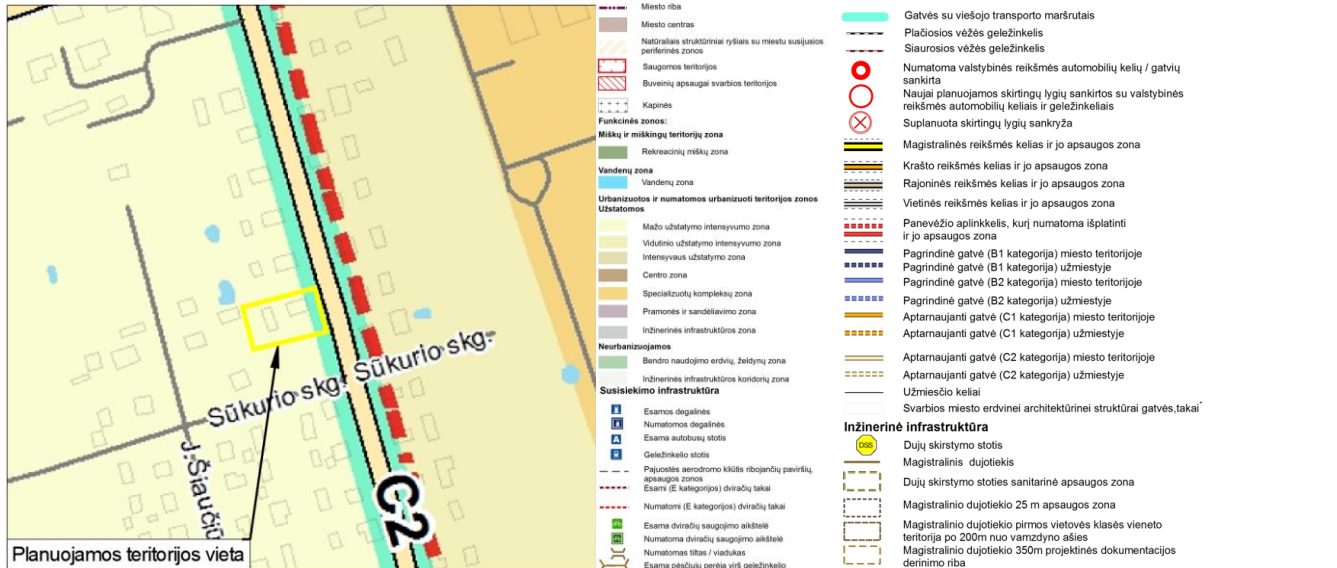 Sūkurio skg.
Sūkurio skg.
J. Šiaučių
C2
Planuojamos teritorijos vieta
Miesto riba
Miesto centras
Natūraliais struktūriniai ryšiais su miestu susijusios
periferinės zonos
Saugomos teritorijos
Buveinių apsaugai svarbios teritorijos
Kapinės
Funkcinės zonos:
Miškų ir miškingų teritorijų zona
Rekreacinių miškų zona
Vandenų zona
Vandenų zona
Urbanizuotos ir numatomos urbanizuoti teritorijos zonos
Užstatomos
Mažo užstatymo intensyvumo zona
Vidutinio užstatymo intensyvumo zona
Intensyvaus užstatymo zona
Centro zona
Specializuotų kompleksų zona
Pramonės ir sandėliavimo zona
Inžinerinės infrastruktūros zona
Neurbanizuojamos
Bendro naudojimo erdvių, želdynų zona
Inžinerinės infrastruktūros koridorių zona
Susisiekimo infrastruktūra
Esamos degalinės
Numatomos degalinės
A Esama autobusų stotis
Geležinkelio stotis
Pajuostės aerodromo kliūtis ribojančių paviršių,
apsaugos zonos
Esami (E kategorijos) dviračių takai
Numatomi (E kategorijos) dviračių takai
Esama dviračių saugojimo aikštelė
Numatoma dviračių saugojimo aikštelė
Numatomas tiltas / viadukas
Esama pėsčiųjų perėja virš geležinkelio
Gatvės su viešojo transporto maršrutais
Plačiosios vėžės geležinkelis
Siaurosios vėžės geležinkelis
Numatoma valstybinės reikšmės automobilių kelių / gatvių
sankirta
Naujai planuojamos skirtingų lygių sankirtos su valstybinės
reikšmės automobilių keliais ir geležinkeliais
Suplanuota skirtingų lygių sankryža
Magistralinės reikšmės kelias ir jo apsaugos zona
Krašto reikšmės kelias ir jo apsaugos zona
Rajoninės reikšmės kelias ir jo apsaugos zona
Vietinės reikšmės kelias ir jo apsaugos zona
Panevėžio aplinkkelis, kurį numatoma išplatinti
ir jo apsaugos zona
Pagrindinė gatvė (B1 kategorija) miesto teritorijoje
Pagrindinė gatvė (B1 kategorija) užmiestyje
Pagrindinė gatvė (B2 kategorija) miesto teritorijoje
Pagrindinė gatvė (B2 kategorija) užmiestyje
Aptarnaujanti gatvė (C1 kategorija) miesto teritorijoje
Aptarnaujanti gatvė (C1 kategorija) užmiestyje
Aptarnaujanti gatvė (C2 kategorija) miesto teritorijoje
Aptarnaujanti gatvė (C2 kategorija) užmiestyje
Užmiesčio keliai
Svarbios miesto erdvinei architektūrinei struktūrai gatvės,takai*
Inžinerinė infrastruktūra
DSS Dujų skirstymo stotis
Magistralinis dujotiekis
Dujų skirstymo stoties sanitarinė apsaugos zona
Magistralinio dujotiekio 25 m apsaugos zona
Magistralinio dujotiekio pirmos vietovės klasės vieneto
teritorija po 200m nuo vamzdyno ašies
Magistralinio dujotiekio 350m projektinės dokumentacijos
derinimo riba